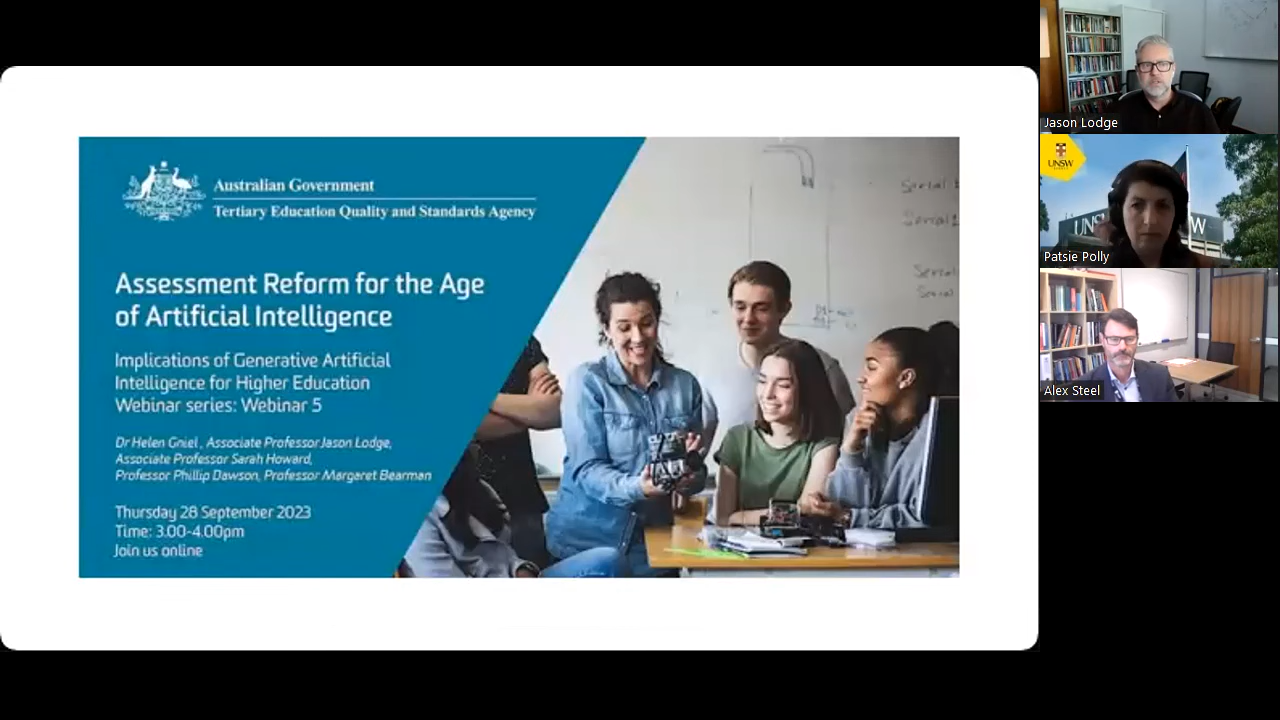 Australian Government
Tertiary Education Quality and Standards Agency
Assessment Reform for the Age
of Artificial Intelligence
Implications of Generative Artificial
Intelligence for Higher Education
Webinar series: Webinar 5
Dr Helen Gniel , Associate Professor Jason Lodge,
Associate Professor Sarah Howard,
Professor Phillip Dawson, Professor Margaret Bearman
Thursday 28 September 2023
Time: 3.00-4.00pm
Join us online
Jason Lodge
UNSW
UNS
W
Patsie Polly
Alex Steel